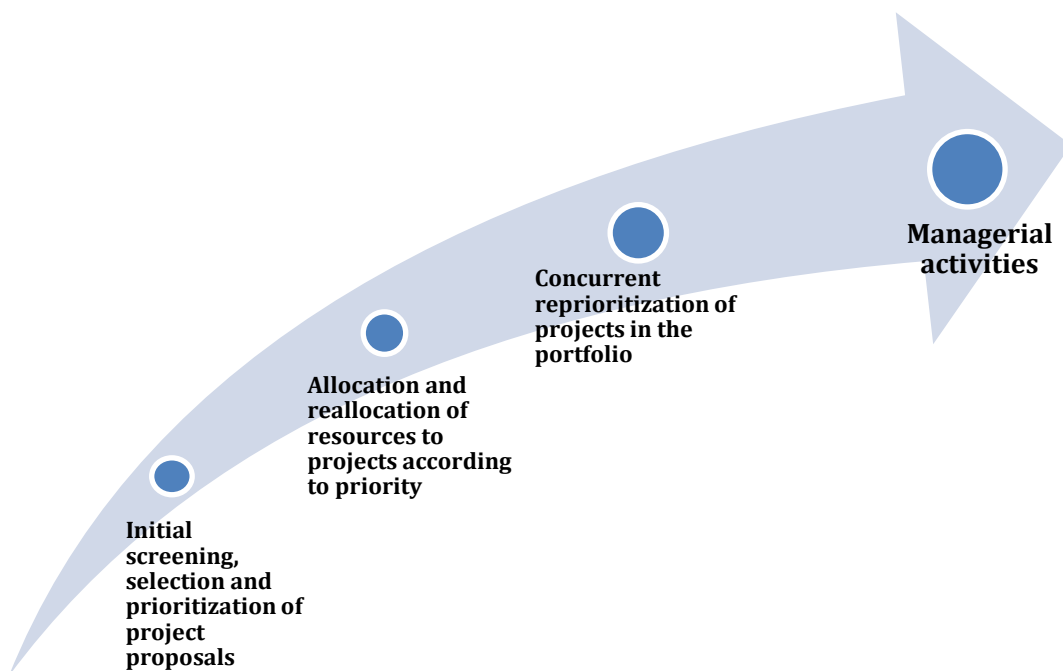 Initial
screening,
selection and
prioritization of
project
proposals
Allocation and
reallocation of
resources to
projects according
to priority
Concurrent
reprioritization of
projects in the
portfolio
Managerial
activities